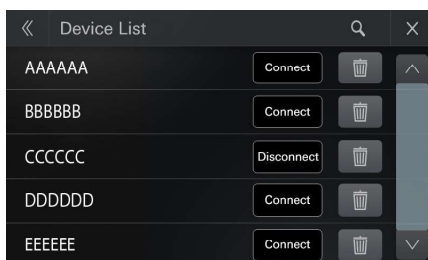 Device List
AAAAAA Connect
BBBBBB Connect
CCCCCC Disconnect
DDDDDD Connect
EEEEEE Connect